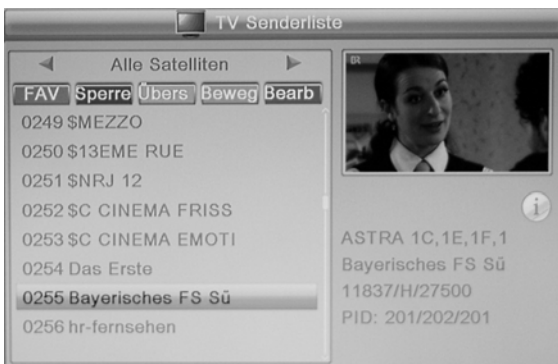 TV Senderliste
Alle Satelliten
FAV Sperre Übers Beweg Bearb
0249 $MEZZO
0250 $13EME RUE
0251 $NRJ 12
0252 $C CINEMA FRISS
0253 $C CINEMA EMOTI
0254 Das Erste
0255 Bayerisches FS Sü
0256 hr-fernsehen
BR
i
ASTRA 1C,1E,1F,1
Bayerisches FS Sü
11837/H/27500
PID: 201/202/201